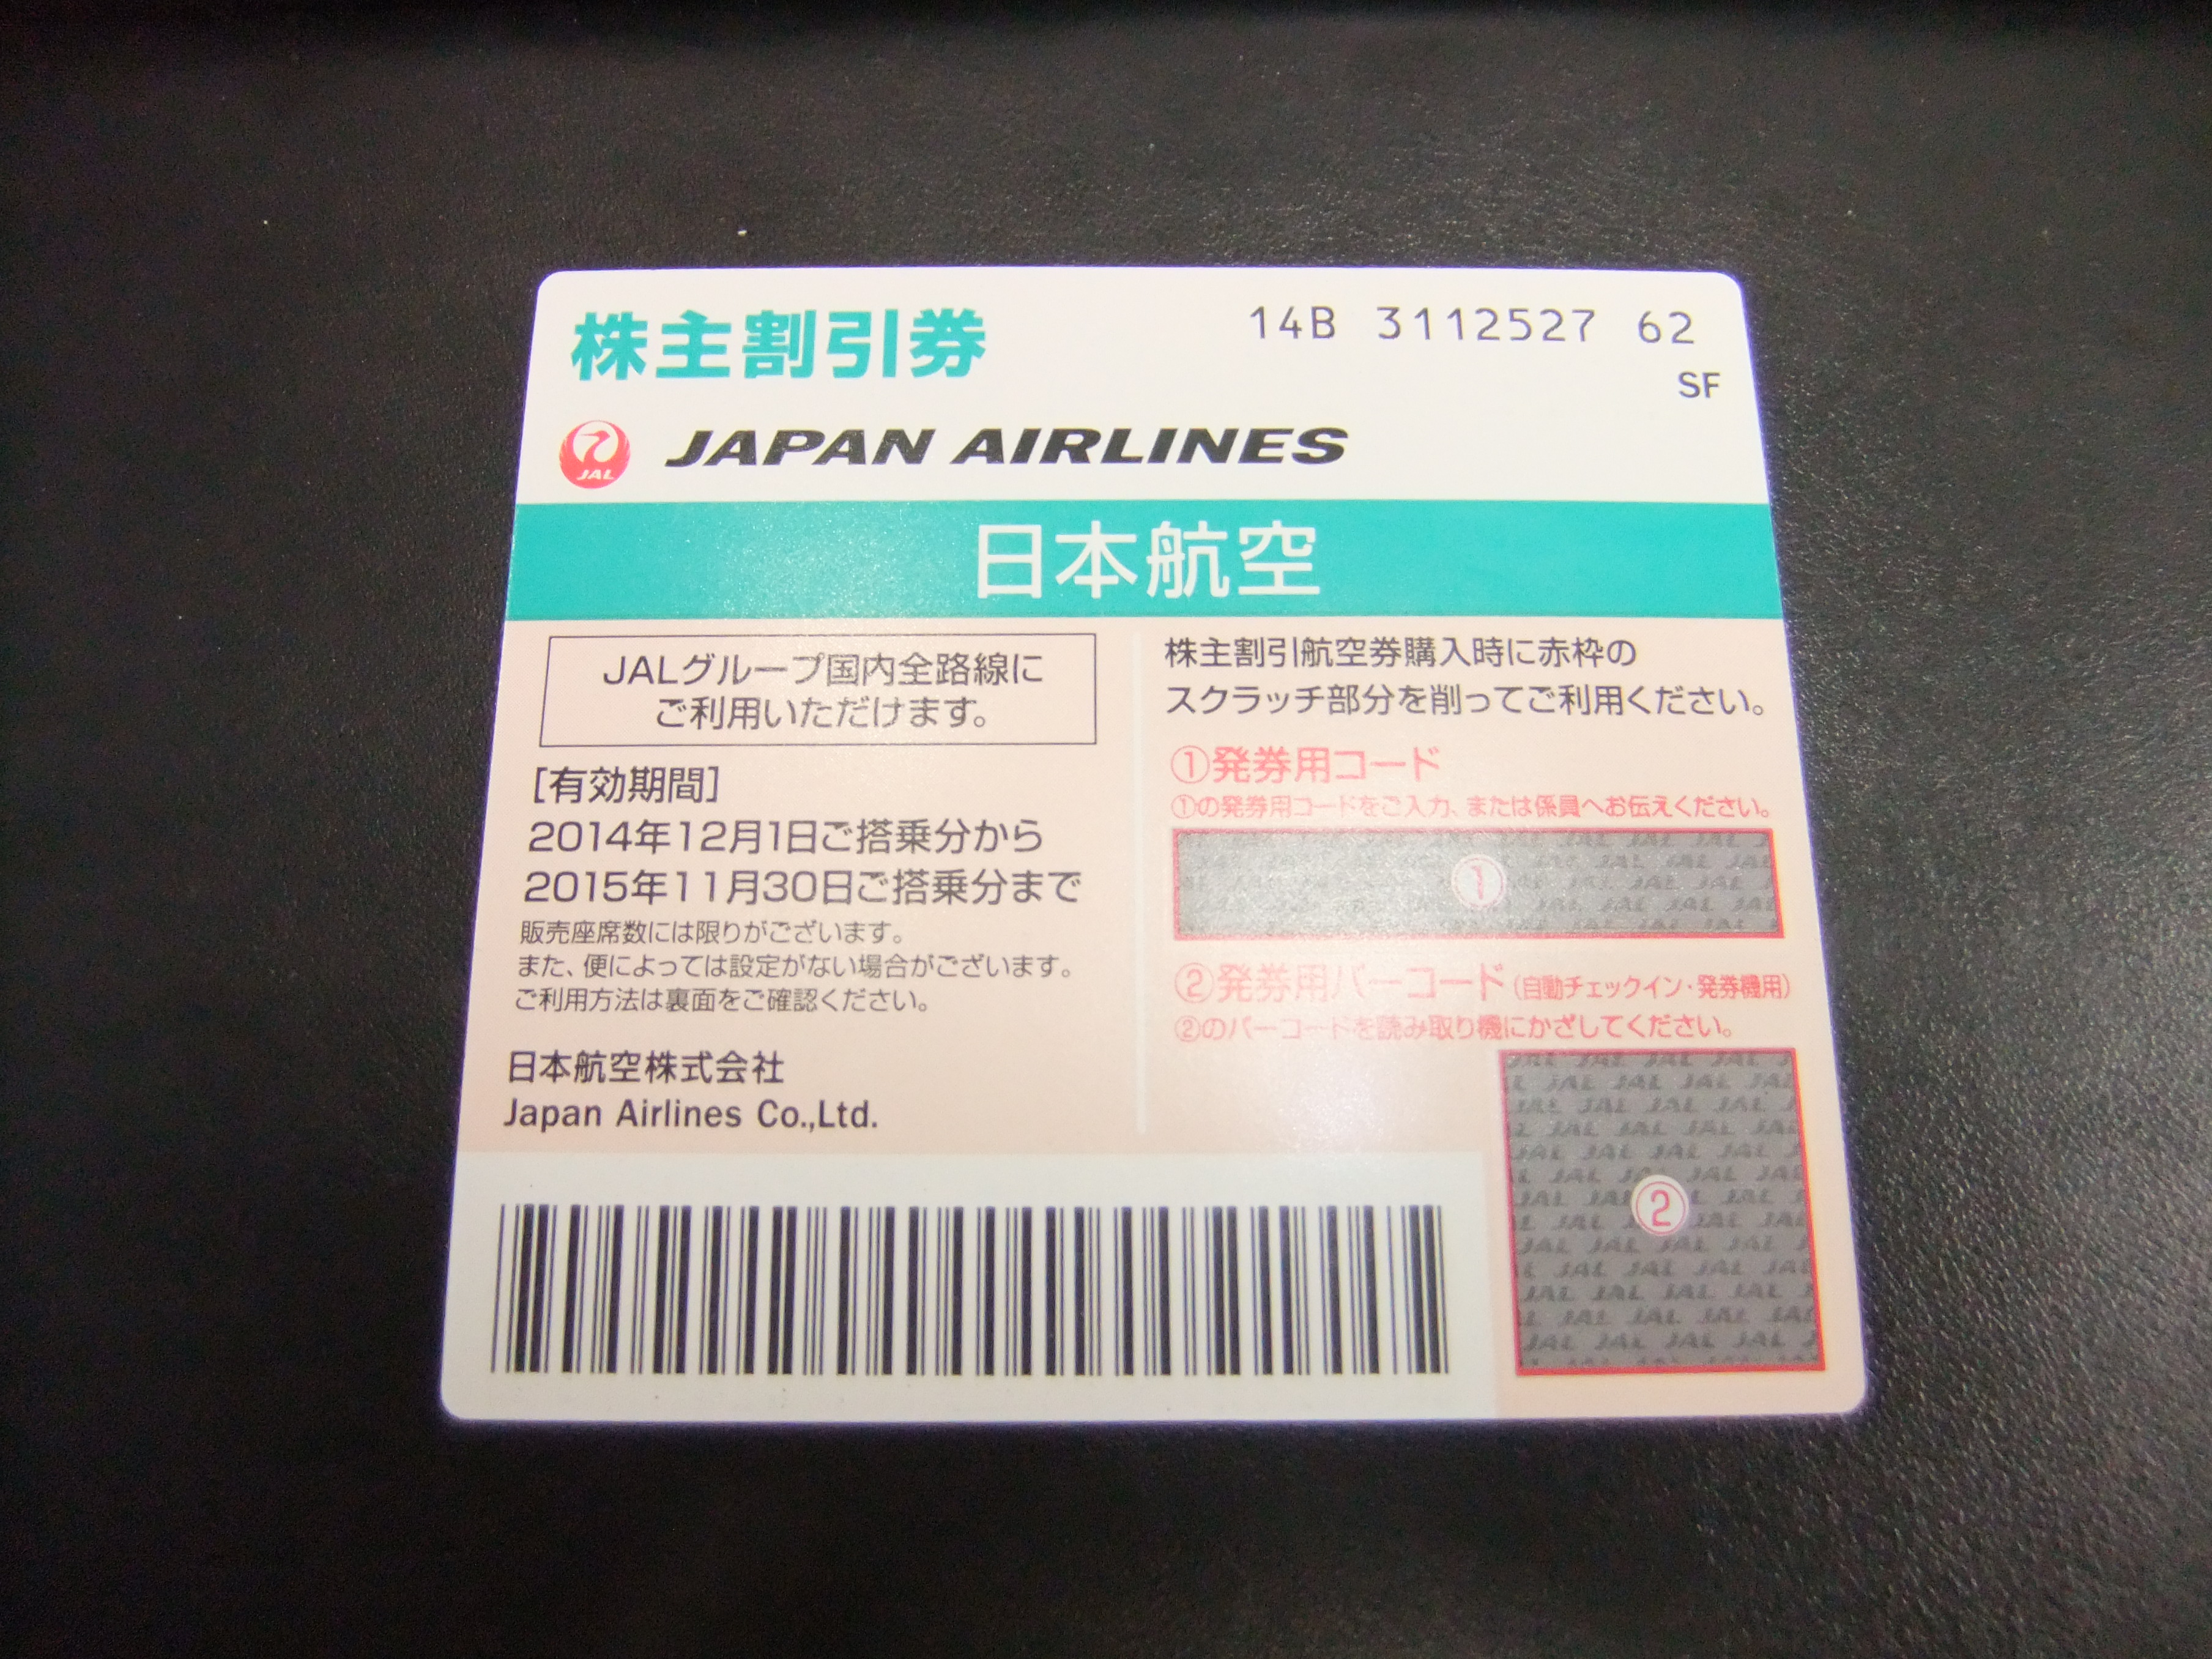 株主割引券
14B 3112527 62
SF
JAL
JAPAN AIRLINES
日本航空
JALグループ国内全路線に
ご利用いただけます。
[有効期間]
2014年12月1日ご搭乗分から
2015年11月30日ご搭乗分まで
販売座席数には限りがございます。
また、便によっては設定がない場合がございます。
ご利用方法は裏面をご確認ください。
日本航空株式会社
Japan Airlines Co.,Ltd.
株主割引航空券購入時に赤枠の
スクラッチ部分を削ってご利用ください。
①発券用コード
①の発券用コードをご入力、または係員へお伝えください。
①
②発券用バーコード(自動チェックイン・発券機用)
②のバーコードを読み取り機にかざしてください。
②